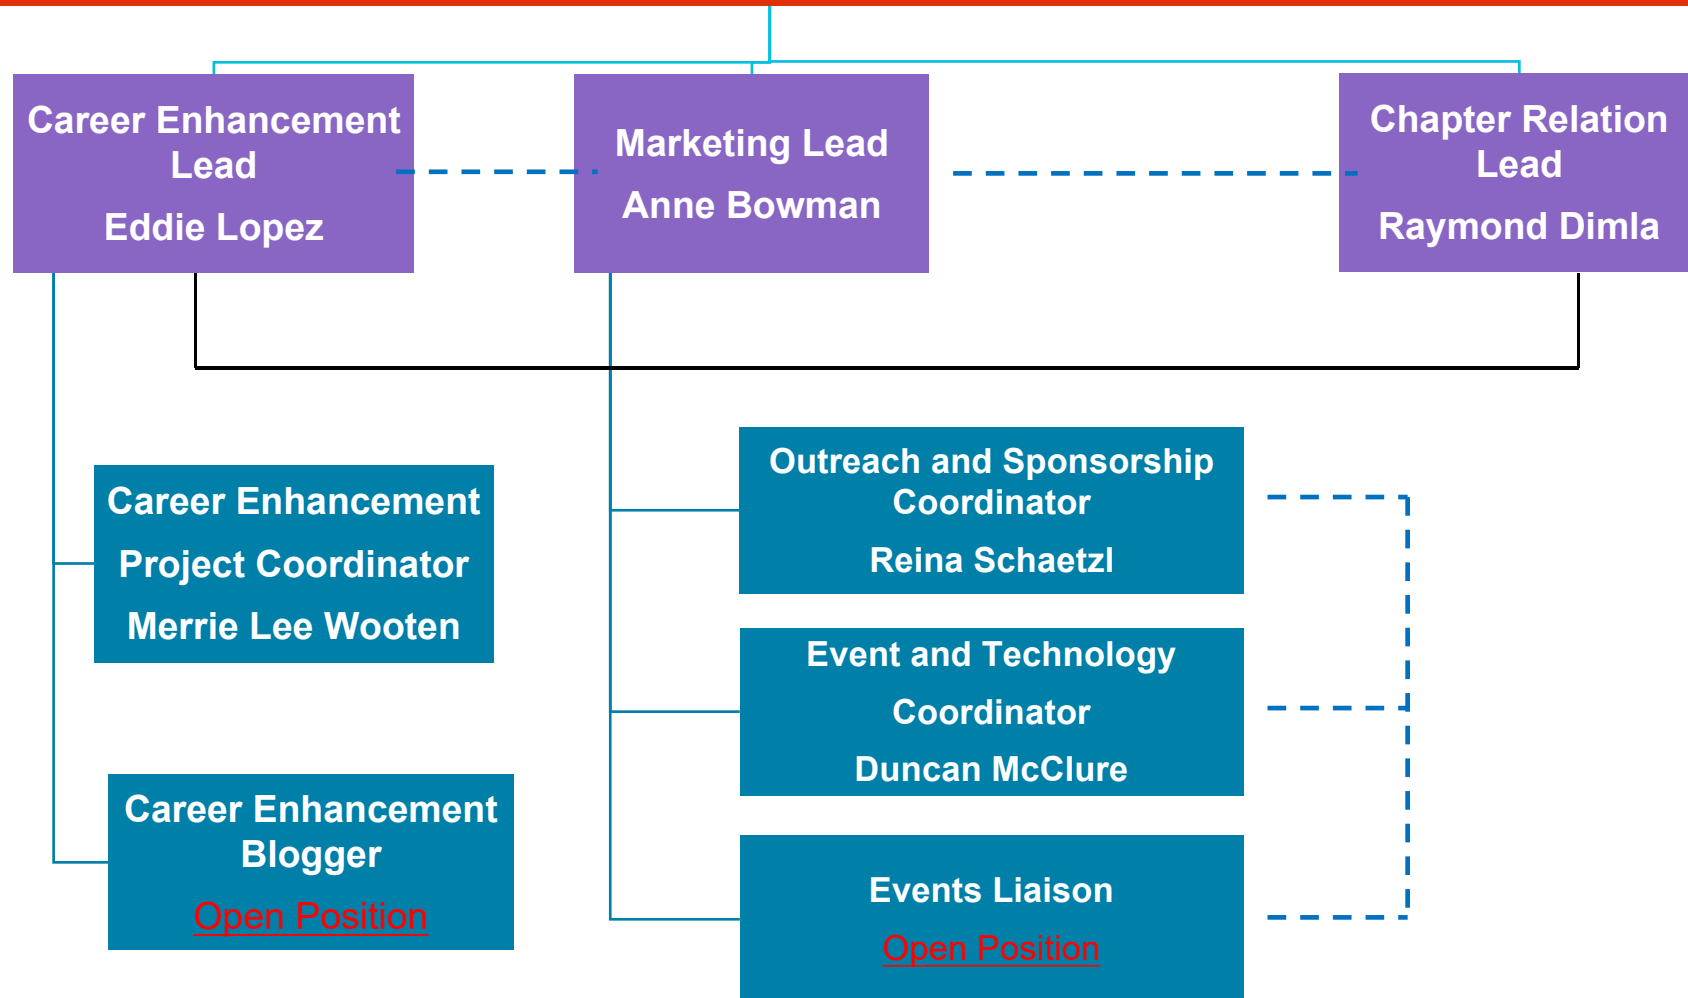 Career Enhancement
Lead
Eddie Lopez
Marketing Lead
Anne Bowman
Chapter Relation
Lead
Raymond Dimla
Career Enhancement
Project Coordinator
Merrie Lee Wooten
Career Enhancement
Blogger
Open Position
Outreach and Sponsorship
Coordinator
Reina Schaetzl
Event and Technology
Coordinator
Duncan McClure
Events Liaison
Open Position